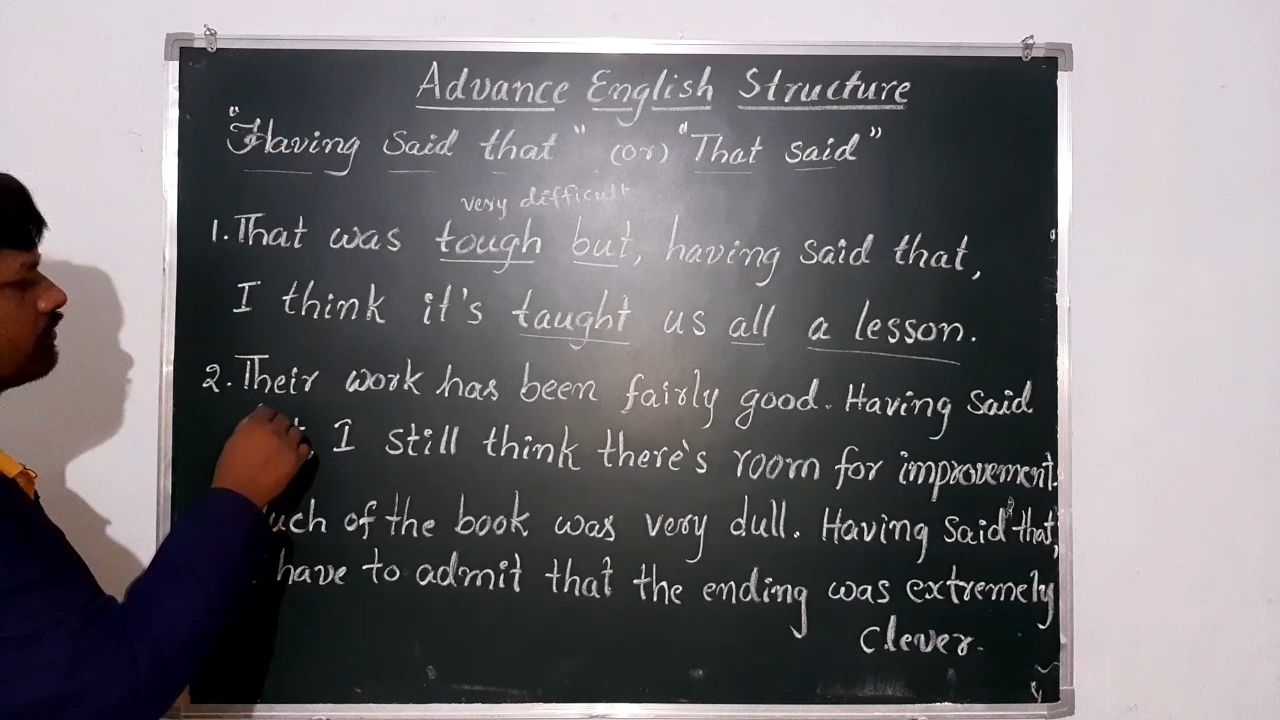 Advance English Structure
"Having Said that" (or) "That said"
very difficult
1. That was tough but, having said that,
I think it's taught us all a lesson.
2. Their work has been fairly good. Having Said
I still think there's room for improvement.
of the book was very dull. Having Said that,
have to admit that the ending was extremely
Clever.